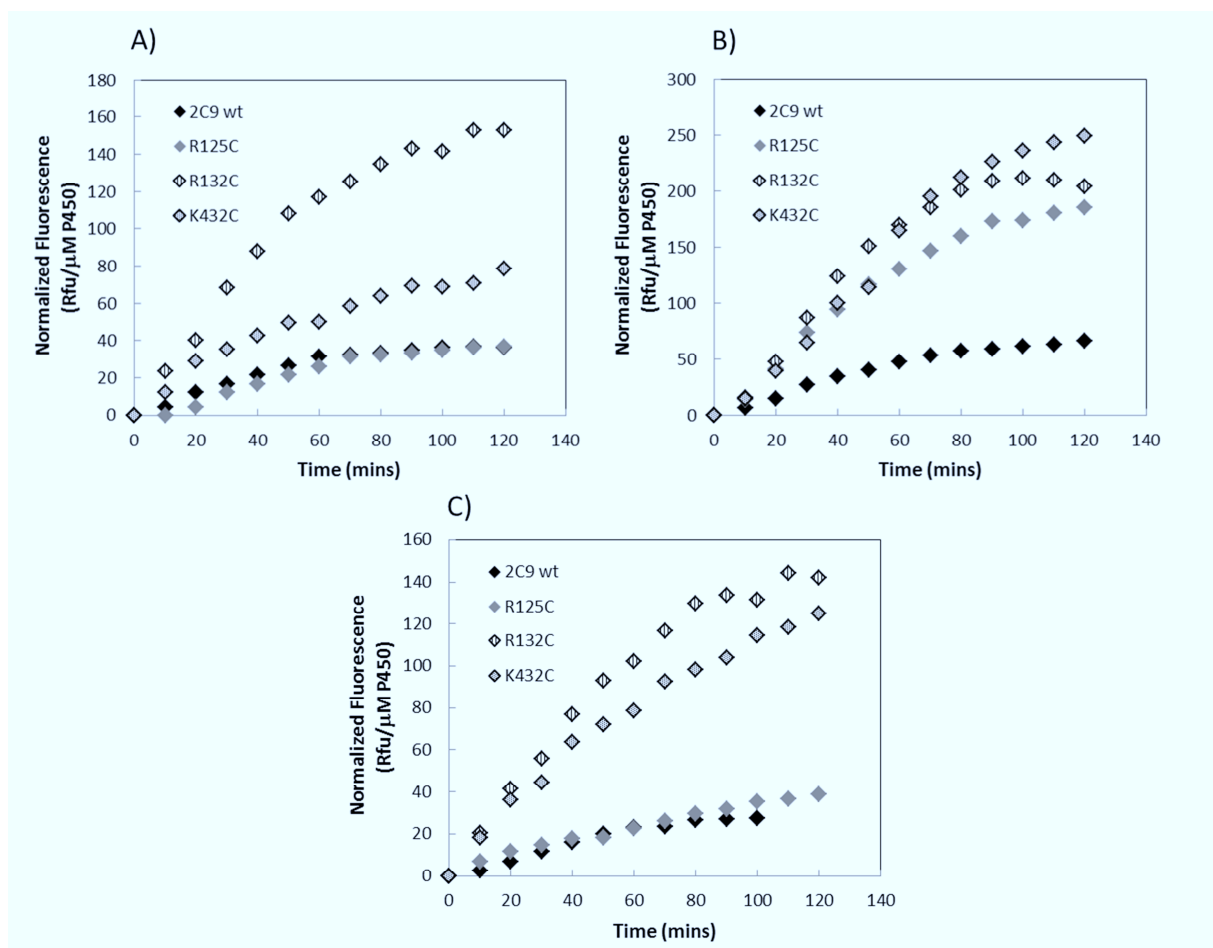 A)
180
160
140
120
100
80
60
40
20
0
2C9 wt
R125C
R132C
K432C
Normalized Fluorescence
(Rfu/μM P450)
0 20 40 60 80 100 120 140
Time (mins)
B)
300
250
200
150
100
50
0
2C9 wt
R125C
R132C
K432C
Normalized Fluorescence
(Rfu/μM P450)
0 20 40 60 80 100 120 140
Time (mins)
C)
160
140
120
100
80
60
40
20
0
2C9 wt
R125C
R132C
K432C
Normalized Fluorescence
(Rfu/μM P450)
0 20 40 60 80 100 120 140
Time (mins)